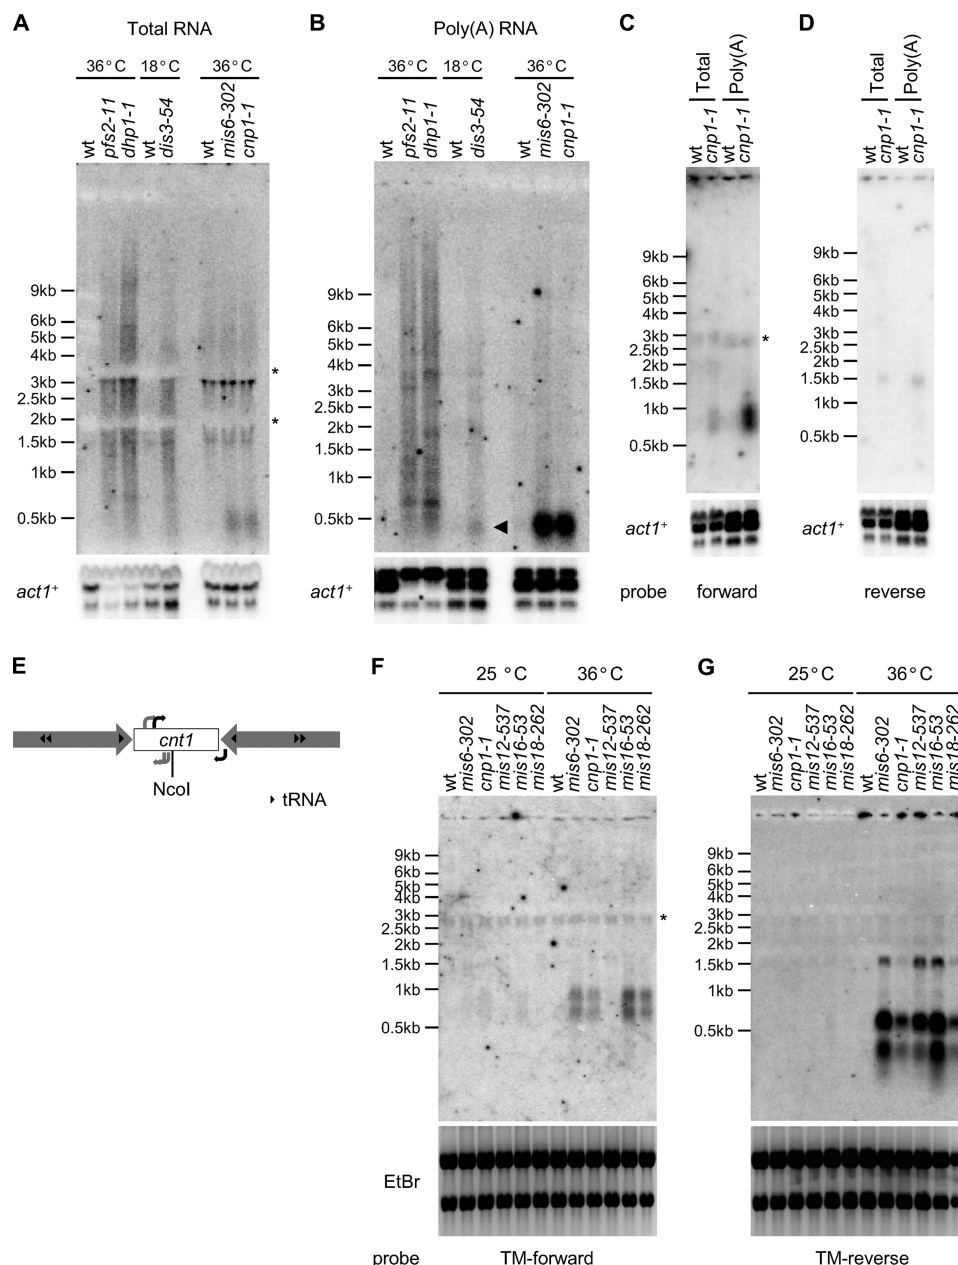 A
Total RNA
36°C
18°C
36°C
wt
pfs2-11
dhp1-1
wt
dis3-54
wt
mis6-302
cnp1-1
9kb
6kb
5kb
4kb
3kb
2.5kb
2kb
1.5kb
1kb
0.5kb
*
*
act1+
B
Poly(A) RNA
36°C
18°C
36°C
wt
pfs2-11
dhp1-1
wt
dis3-54
wt
mis6-302
cnp1-1
9kb
6kb
5kb
4kb
3kb
2.5kb
2kb
1.5kb
1kb
0.5kb
act1+
C
Total
Poly(A)
wt
cnp1-1
wt
cnp1-1
9kb
6kb
5kb
4kb
3kb
2.5kb
2kb
1kb
0.5kb
*
act1+
probe
forward
D
Total
Poly(A)
wt
cnp1-1
wt
cnp1-1
9kb
6kb
5kb
4kb
3kb
2.5kb
2kb
1.5kb
1kb
0.5kb
act1+
reverse
E
cnt1
NcoI
tRNA
F
25 °C
36°C
wt
mis6-302
cnp1-1
mis12-537
mis16-53
mis18-262
wt
mis6-302
cnp1-1
mis12-537
mis16-53
mis18-262
9kb
6kb
5kb
4kb
3kb
2.5kb
2kb
1.5kb
1kb
0.5kb
*
EtBr
probe
TM-forward
G
25°C
36°C
wt
mis6-302
cnp1-1
mis12-537
mis16-53
mis18-262
wt
mis6-302
cnp1-1
mis12-537
mis16-53
mis18-262
9kb
6kb
5kb
4kb
3kb
2.5kb
2kb
1.5kb
1kb
0.5kb
TM-reverse